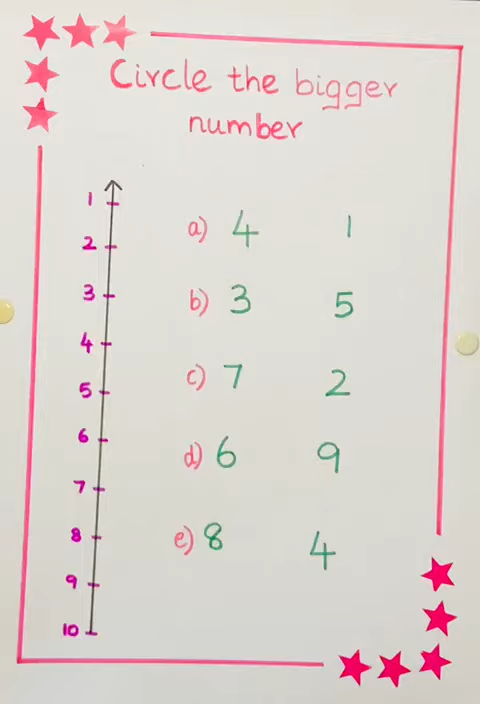 Circle the bigger
number
1
2
3
4
5
6
7
8
9
10
a) 4 1
b) 3 5
c) 7 2
d) 6 9
e) 8 4